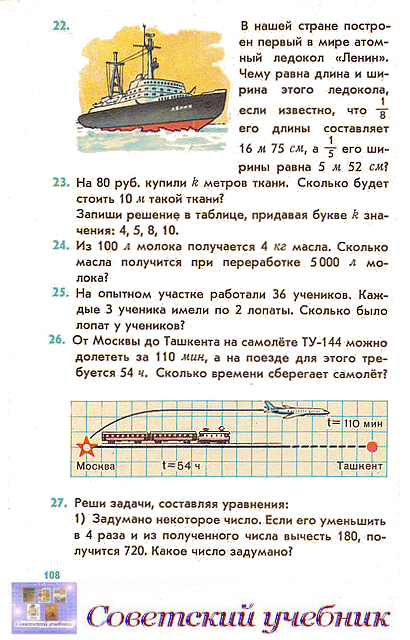 22.
В нашей стране постро-
ен первый в мире атом-
ный ледокол «Ленин».
Чему равна длина и ши-
рина этого ледокола,
если известно, что 1/8
его длины составляет
16 м 75 см, а 1/5 его ши-
рины равна 5 м 52 см?
ЛЕНИН
23. На 80 руб. купили k метров ткани. Сколько будет
стоить 10 м такой ткани?
Запиши решение в таблице, придавая букве k зна-
чения: 4, 5, 8, 10.
24. Из 100 л молока получается 4 кг масла. Сколько
масла получится при переработке 5000 л мо-
лока?
25. На опытном участке работали 36 учеников. Каж-
дые 3 ученика имели по 2 лопаты. Сколько было
лопат у учеников?
26. От Москвы до Ташкента на самолёте ТУ-144 можно
долететь за 110 мин, а на поезде для этого тре-
буется 54 ч. Сколько времени сберегает самолёт?
t= 110 мин
Москва t=54 ч Ташкент
27. Реши задачи, составляя уравнения:
1) Задумано некоторое число. Если его уменьшить
в 4 раза и из полученного числа вычесть 180, по-
лучится 720. Какое число задумано?
108
Советский учебник